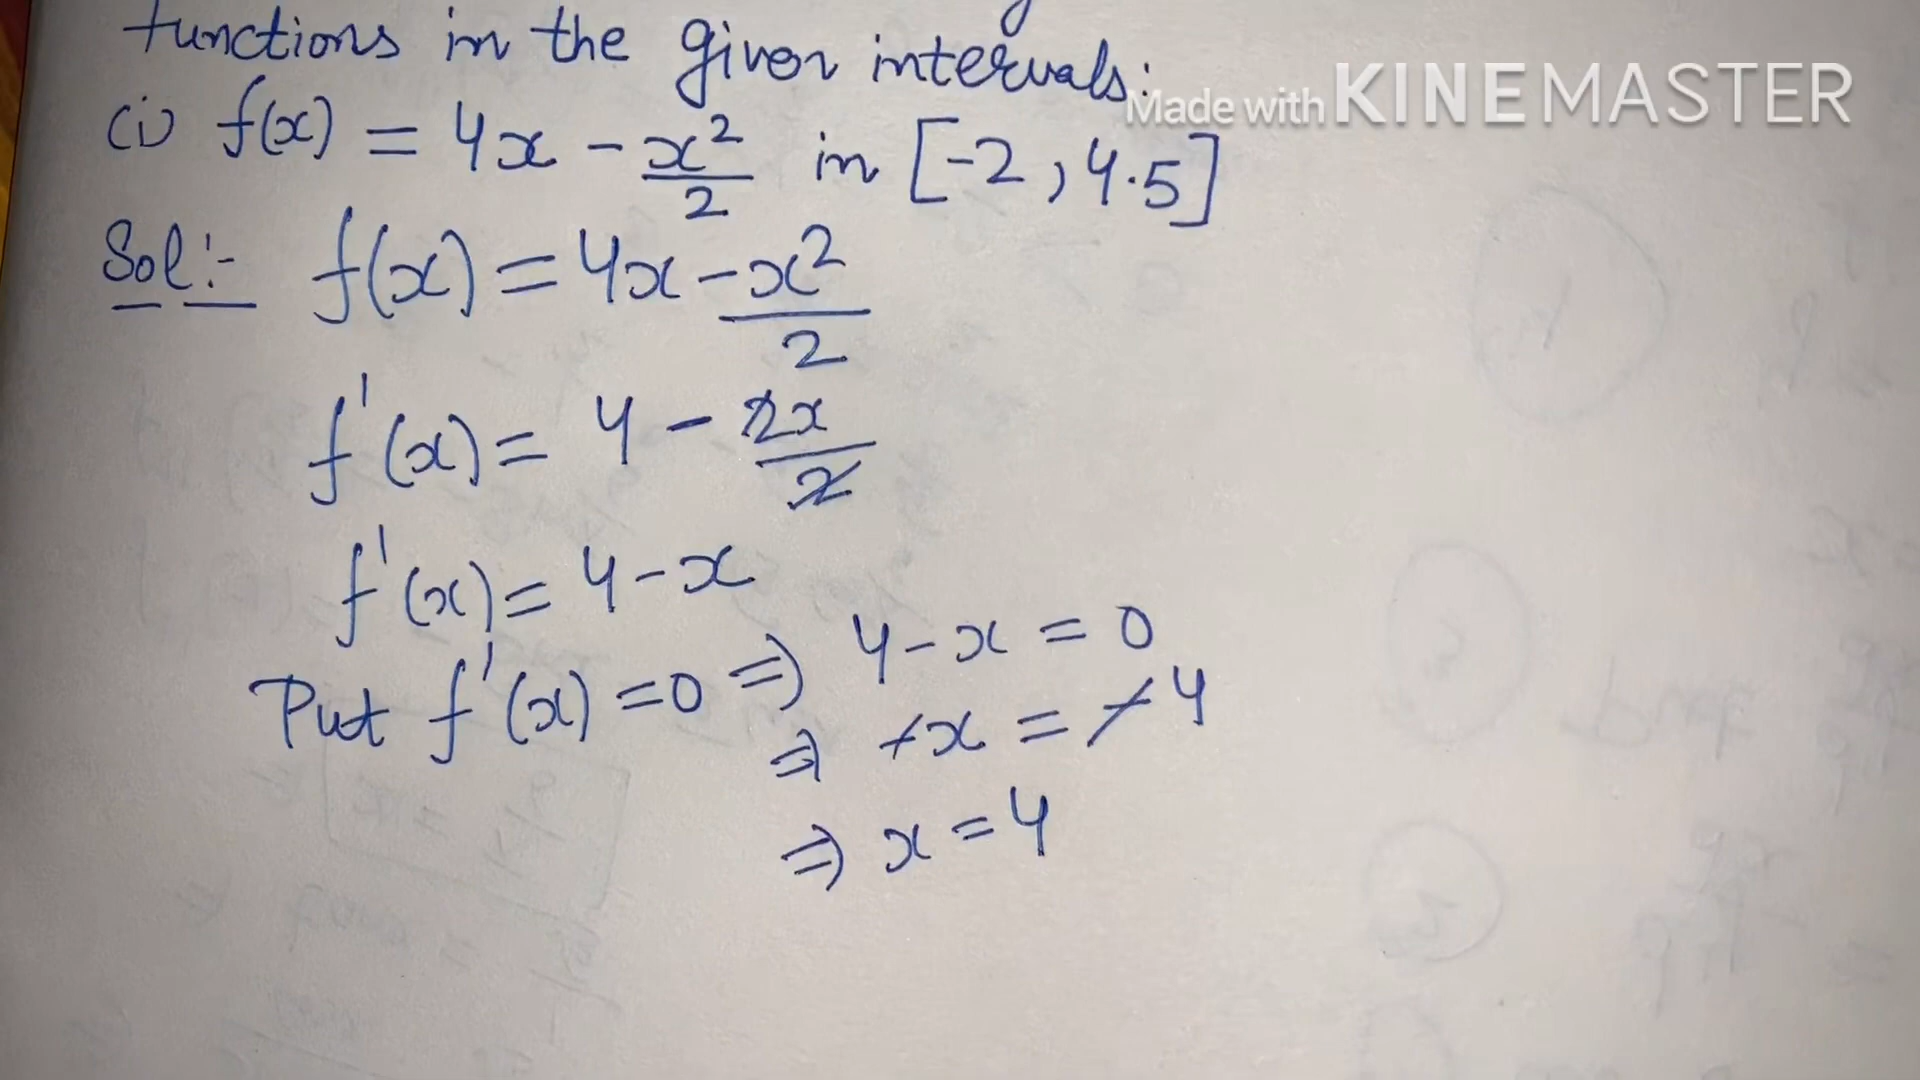 functions in the given intervals:
Made with KINEMASTER
(i) f(x) = 4x - x²/2 in [-2, 4.5]
Sol:- f(x) = 4x - x²/2
f'(x) = 4 - 2x/2
f'(x) = 4 - x
Put f'(x) = 0 ⇒ 4 - x = 0
⇒ -x = -4
⇒ x = 4